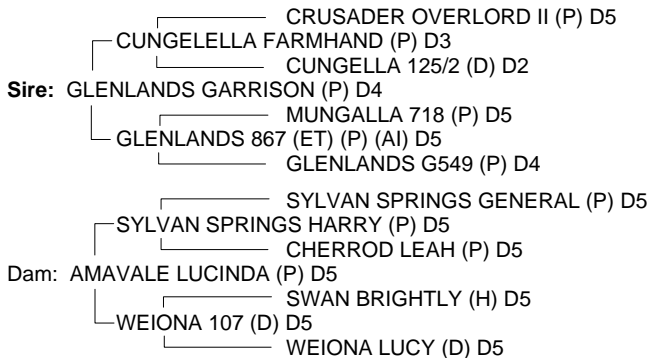 CRUSADER OVERLORD II (P) D5
CUNGELELLA FARMHAND (P) D3
CUNGELLA 125/2 (D) D2
Sire: GLENLANDS GARRISON (P) D4
MUNGALLA 718 (P) D5
GLENLANDS 867 (ET) (P) (AI) D5
GLENLANDS G549 (P) D4
SYLVAN SPRINGS GENERAL (P) D5
SYLVAN SPRINGS HARRY (P) D5
CHERROD LEAH (P) D5
Dam: AMAVALE LUCINDA (P) D5
SWAN BRIGHTLY (H) D5
WEIONA 107 (D) D5
WEIONA LUCY (D) D5